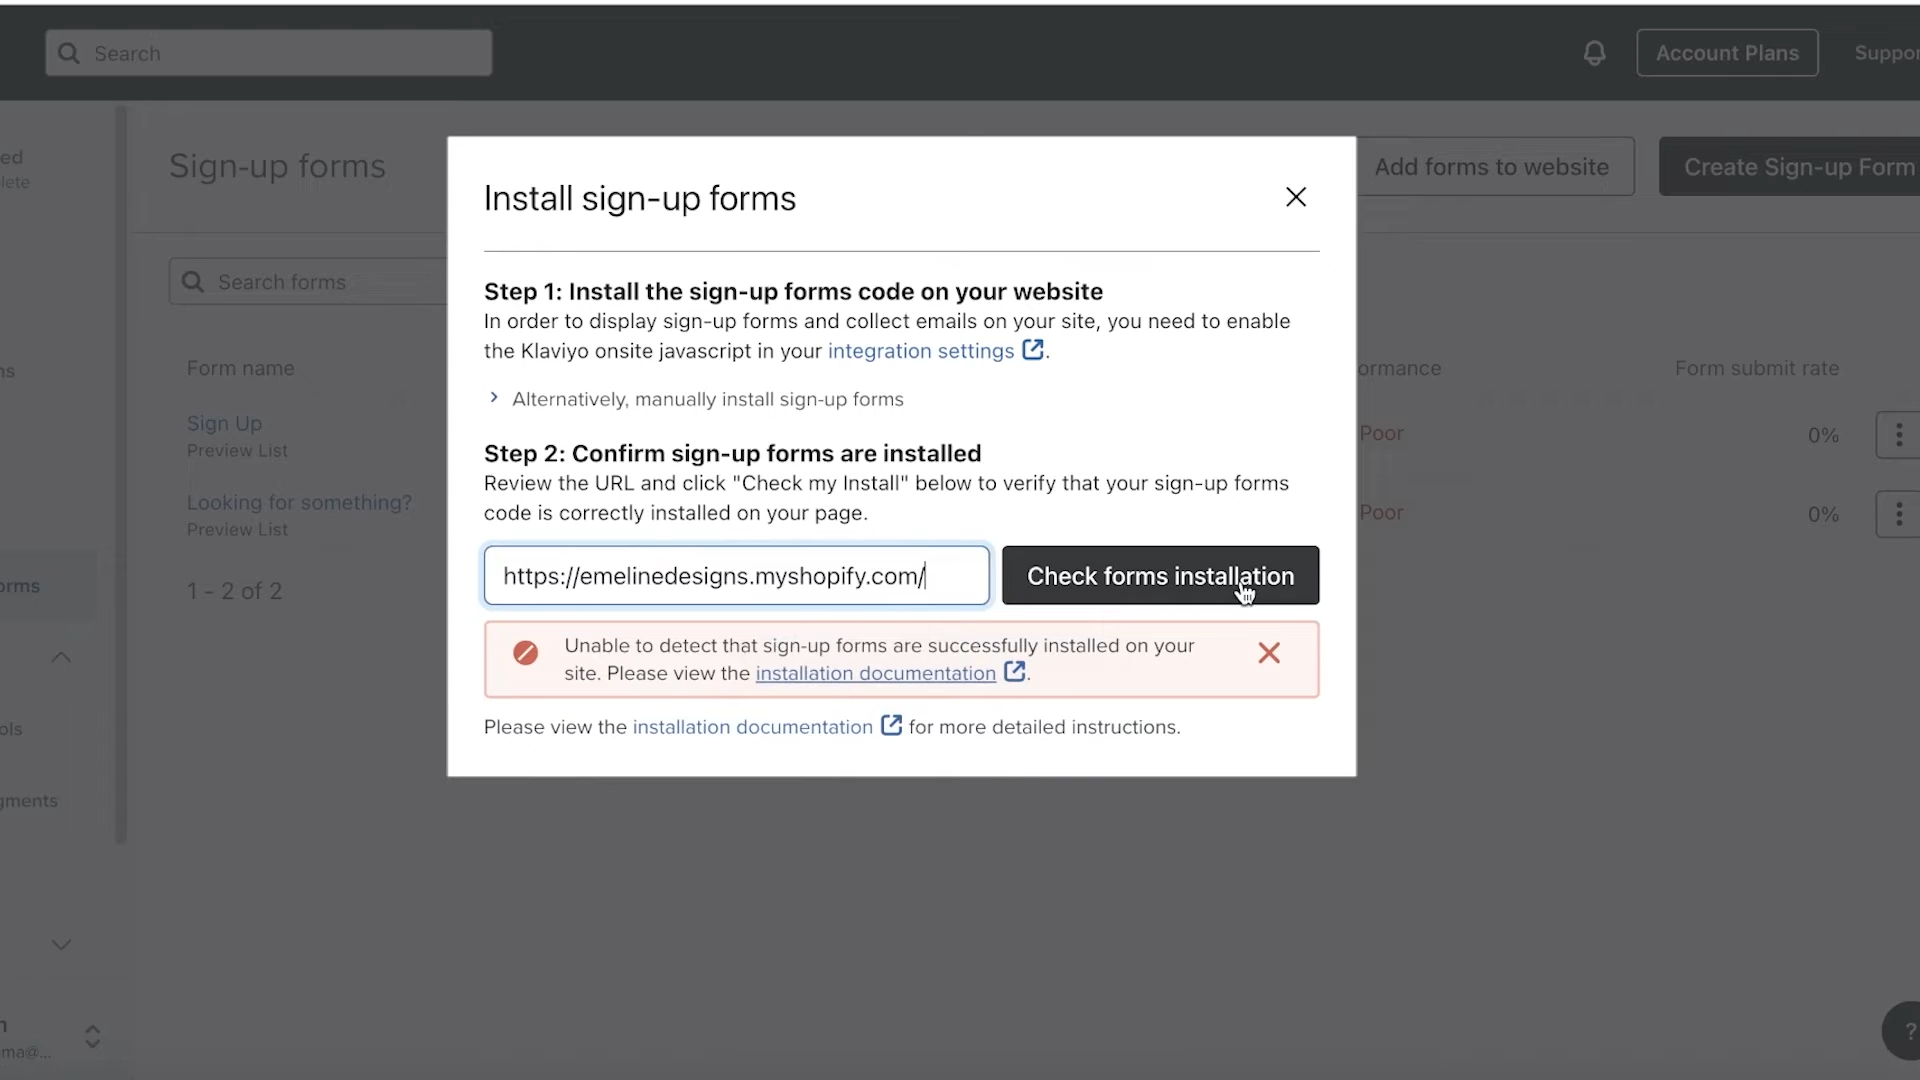 Search
Account Plans
Suppor
ed
lete
Sign-up forms
Add forms to website
Create Sign-up Form
Install sign-up forms
Search forms
Step 1: Install the sign-up forms code on your website
In order to display sign-up forms and collect emails on your site, you need to enable
the Klaviyo onsite javascript in your integration settings.
Alternatively, manually install sign-up forms
Form name
ormance
Form submit rate
ns
Sign Up
Preview List
Poor
0%
Step 2: Confirm sign-up forms are installed
Review the URL and click "Check my Install" below to verify that your sign-up forms
code is correctly installed on your page.
Looking for something?
Preview List
Poor
0%
https://emelinedesigns.myshopify.com/
Check forms installation
orms
1 - 2 of 2
Unable to detect that sign-up forms are successfully installed on your
site. Please view the installation documentation.
Please view the installation documentation for more detailed instructions.
ols
gments
n
ma@...
?